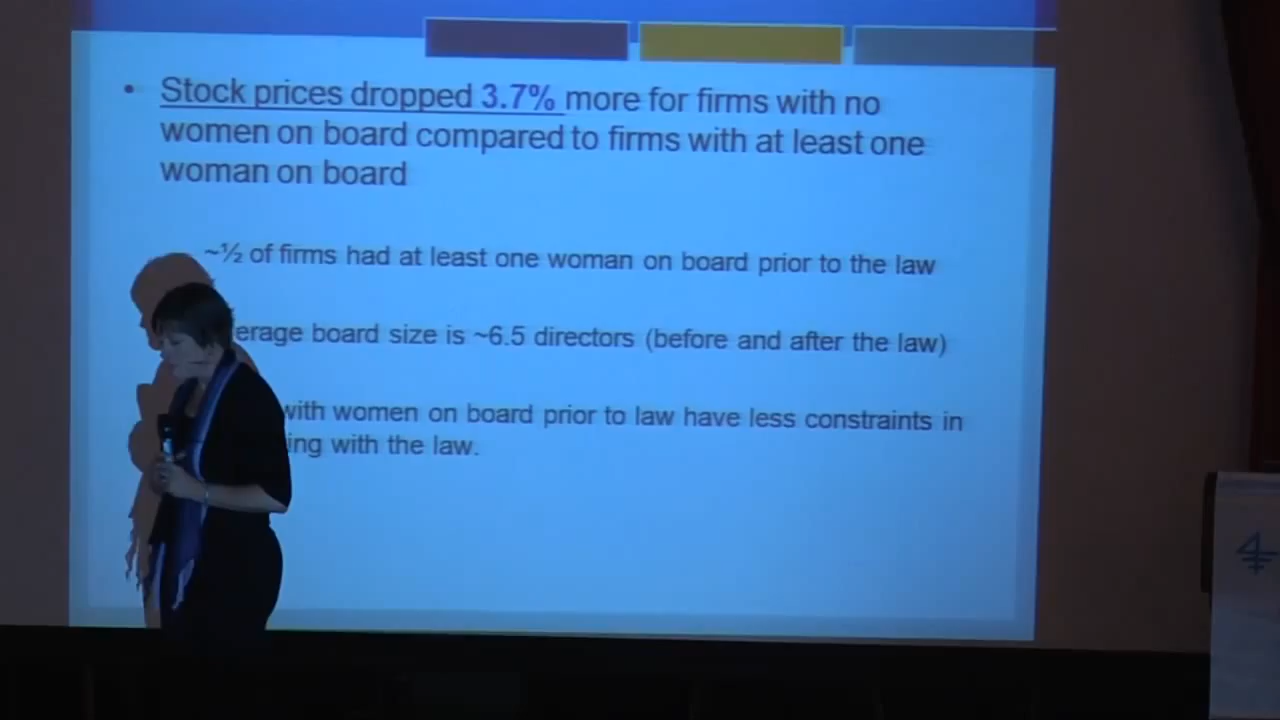 • Stock prices dropped 3.7% more for firms with no
women on board compared to firms with at least one
woman on board
~½ of firms had at least one woman on board prior to the law
erage board size is ~6.5 directors (before and after the law)
with women on board prior to law have less constraints in
ing with the law.